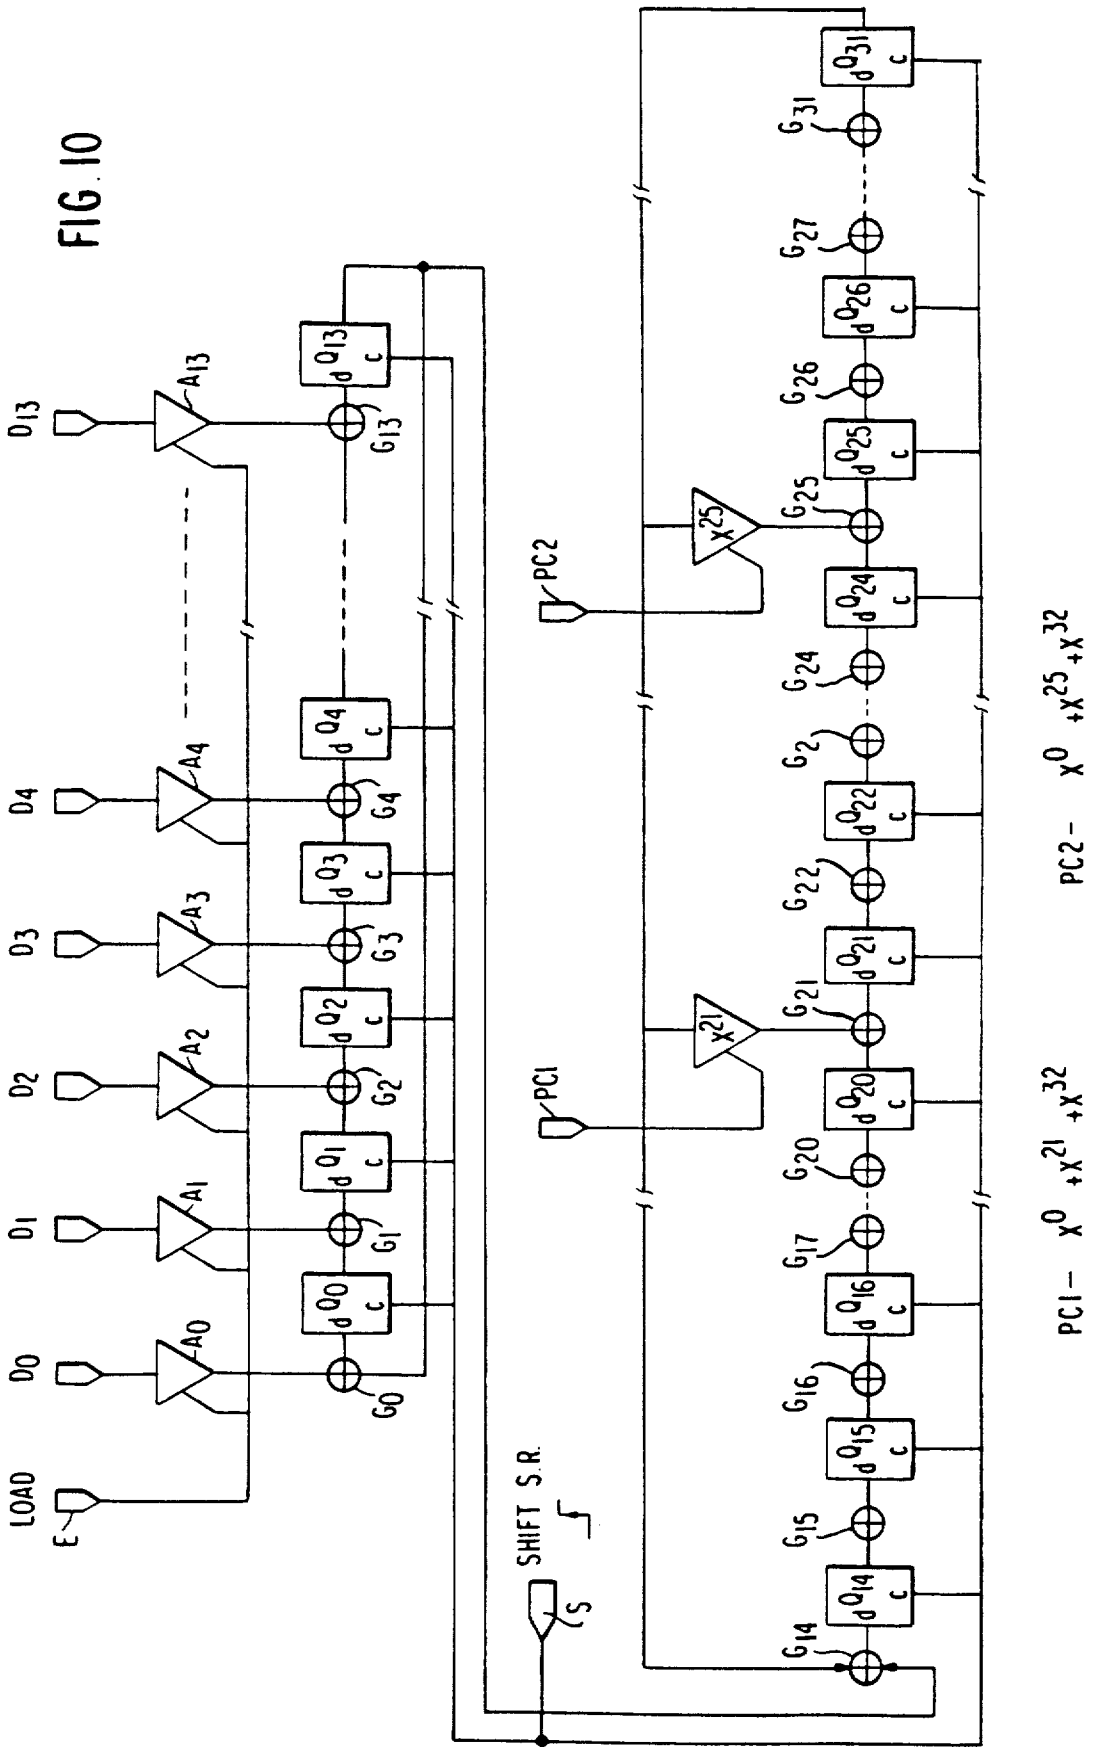 FIG. 10
LOAD D0 D1 D2 D3 D4 D13
E
A0 A1 A2 A3 A4 A13
G0 G1 G2 G3 G4 G13
d Q0 C
d Q1 C
d Q2 C
d Q3 C
d Q4 C
d Q13 C
SHIFT S.R.
S
PC1 PC2
X21 X25
G14 G15 G16 G17 G20 G21 G22 G2 G24 G25 G26 G27 G31
d Q14 C
d Q15 C
d Q16 C
d Q20 C
d Q21 C
d Q22 C
d Q24 C
d Q25 C
d Q26 C
d Q31 C
PC1- X0 +X21 +X32
PC2- X0 +X25 +X32